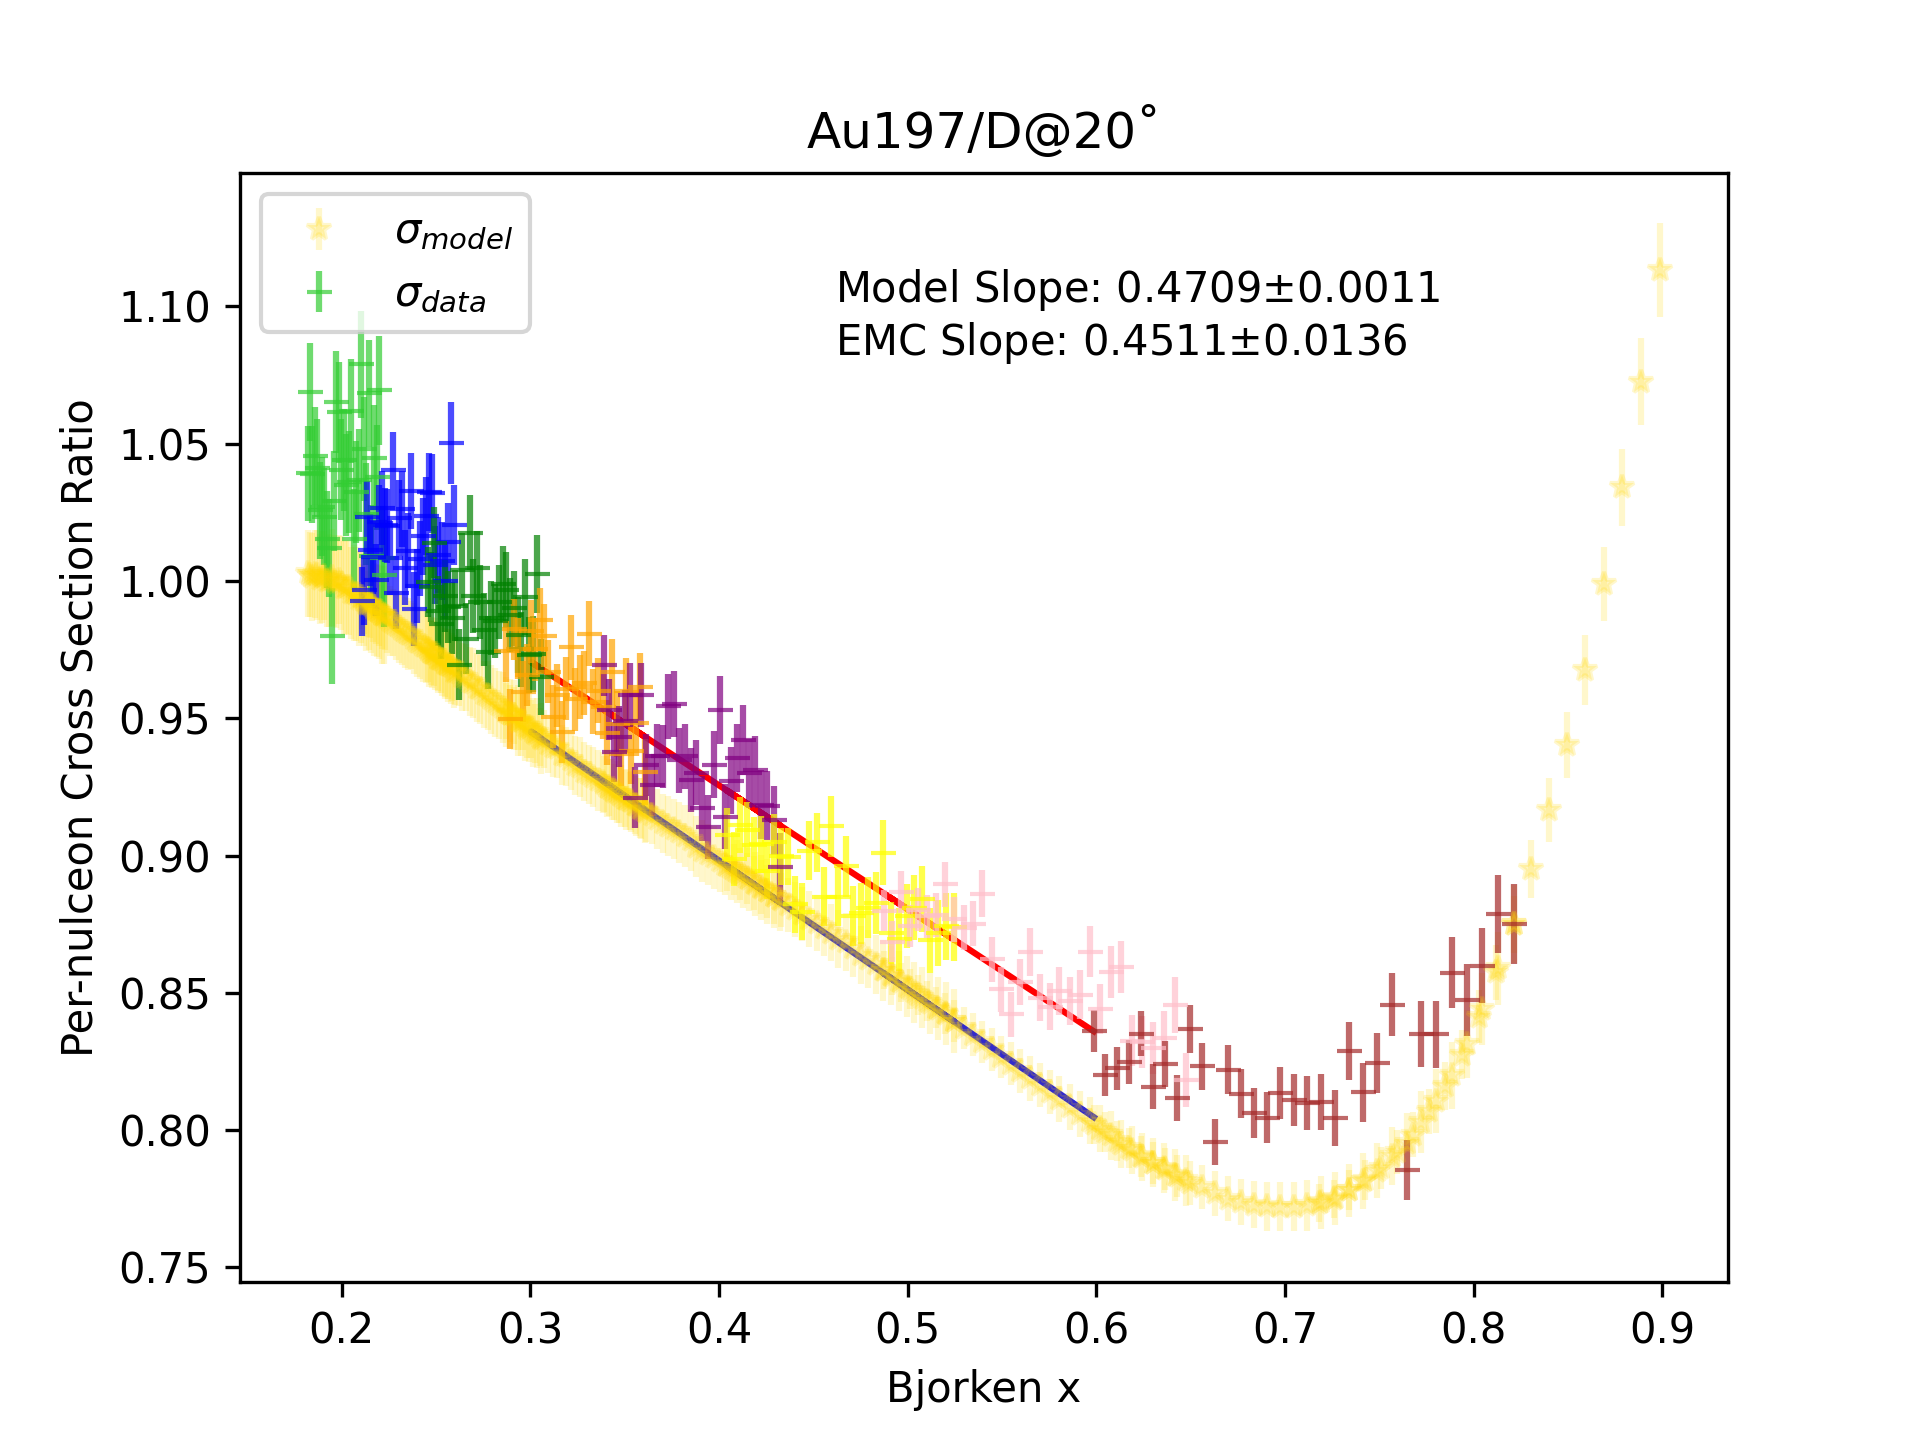 Au197/D@20˚
σmodel
σdata
Model Slope: 0.4709±0.0011
EMC Slope: 0.4511±0.0136
Per-nulceon Cross Section Ratio
1.10
1.05
1.00
0.95
0.90
0.85
0.80
0.75
0.2 0.3 0.4 0.5 0.6 0.7 0.8 0.9
Bjorken x